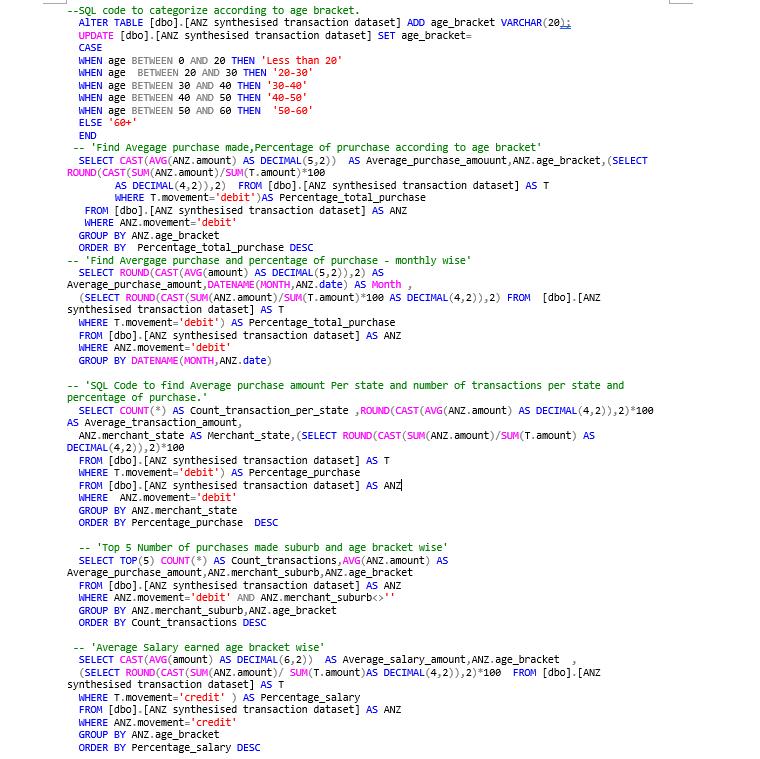 --SQL code to categorize according to age bracket.
AlTER TABLE [dbo].[ANZ synthesised transaction dataset] ADD age_bracket VARCHAR(20);
UPDATE [dbo].[ANZ synthesised transaction dataset] SET age_bracket=
CASE
WHEN age BETWEEN 0 AND 20 THEN 'Less than 20'
WHEN age  BETWEEN 20 AND 30 THEN '20-30'
WHEN age BETWEEN 30 AND 40 THEN '30-40'
WHEN age BETWEEN 40 AND 50 THEN '40-50'
WHEN age BETWEEN 50 AND 60 THEN  '50-60'
ELSE '60+'
END
-- 'Find Avegage purchase made,Percentage of prurchase according to age bracket'
SELECT CAST(AVG(ANZ.amount) AS DECIMAL(5,2))  AS Average_purchase_amouunt,ANZ.age_bracket,(SELECT
ROUND(CAST(SUM(ANZ.amount)/SUM(T.amount)*100
AS DECIMAL(4,2)),2)  FROM [dbo].[ANZ synthesised transaction dataset] AS T
WHERE T.movement='debit')AS Percentage_total_purchase
FROM [dbo].[ANZ synthesised transaction dataset] AS ANZ
WHERE ANZ.movement='debit'
GROUP BY ANZ.age_bracket
ORDER BY  Percentage_total_purchase DESC
-- 'Find Avergage purchase and percentage of purchase - monthly wise'
SELECT ROUND(CAST(AVG(amount) AS DECIMAL(5,2)),2) AS
Average_purchase_amount,DATENAME(MONTH,ANZ.date) AS Month ,
(SELECT ROUND(CAST(SUM(ANZ.amount)/SUM(T.amount)*100 AS DECIMAL(4,2)),2) FROM  [dbo].[ANZ
synthesised transaction dataset] AS T
WHERE T.movement='debit') AS Percentage_total_purchase
FROM [dbo].[ANZ synthesised transaction dataset] AS ANZ
WHERE ANZ.movement='debit'
GROUP BY DATENAME(MONTH,ANZ.date)
-- 'SQL Code to find Average purchase amount Per state and number of transactions per state and
percentage of purchase.'
SELECT COUNT(*) AS Count_transaction_per_state ,ROUND(CAST(AVG(ANZ.amount) AS DECIMAL(4,2)),2)*100
AS Average_transaction_amount,
ANZ.merchant_state AS Merchant_state,(SELECT ROUND(CAST(SUM(ANZ.amount)/SUM(T.amount) AS
DECIMAL(4,2)),2)*100
FROM [dbo].[ANZ synthesised transaction dataset] AS T
WHERE T.movement='debit') AS Percentage_purchase
FROM [dbo].[ANZ synthesised transaction dataset] AS ANZ
WHERE  ANZ.movement='debit'
GROUP BY ANZ.merchant_state
ORDER BY Percentage_purchase  DESC
-- 'Top 5 Number of purchases made suburb and age bracket wise'
SELECT TOP(5) COUNT(*) AS Count_transactions,AVG(ANZ.amount) AS
Average_purchase_amount,ANZ.merchant_suburb,ANZ.age_bracket
FROM [dbo].[ANZ synthesised transaction dataset] AS ANZ
WHERE ANZ.movement='debit' AND ANZ.merchant_suburb<>''
GROUP BY ANZ.merchant_suburb,ANZ.age_bracket
ORDER BY Count_transactions DESC
-- 'Average Salary earned age bracket wise'
SELECT CAST(AVG(amount) AS DECIMAL(6,2))  AS Average_salary_amount,ANZ.age_bracket  ,
(SELECT ROUND(CAST(SUM(ANZ.amount)/ SUM(T.amount)AS DECIMAL(4,2)),2)*100  FROM [dbo].[ANZ
synthesised transaction dataset] AS T
WHERE T.movement='credit' ) AS Percentage_salary
FROM [dbo].[ANZ synthesised transaction dataset] AS ANZ
WHERE ANZ.movement='credit'
GROUP BY ANZ.age_bracket
ORDER BY Percentage_salary DESC